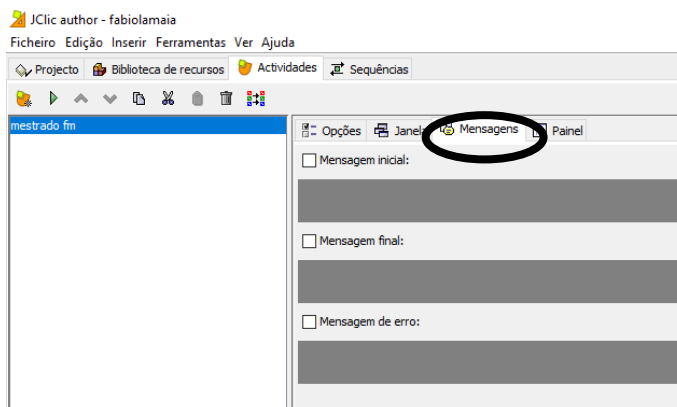 JClic author - fabiolamaia
Ficheiro Edição Inserir Ferramentas Ver Ajuda
Projecto Biblioteca de recursos Actividades Sequências
mestrado fm
Opções Janela Mensagens Painel
Mensagem inicial:
Mensagem final:
Mensagem de erro: